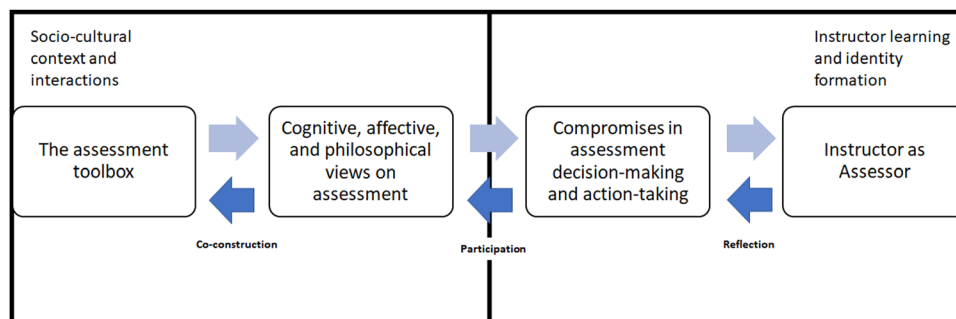 Socio-cultural
context and
interactions
Instructor learning
and identity
formation
The assessment
toolbox
Cognitive, affective,
and philosophical
views on
assessment
Compromises in
assessment
decision-making
and action-taking
Instructor as
Assessor
Co-construction
Participation
Reflection